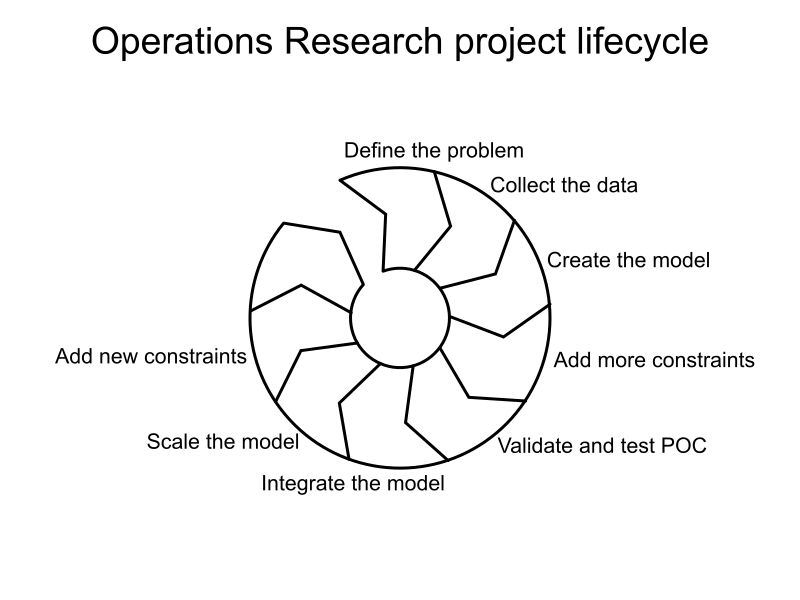 Operations Research project lifecycle
Define the problem
Collect the data
Create the model
Add more constraints
Validate and test POC
Integrate the model
Scale the model
Add new constraints